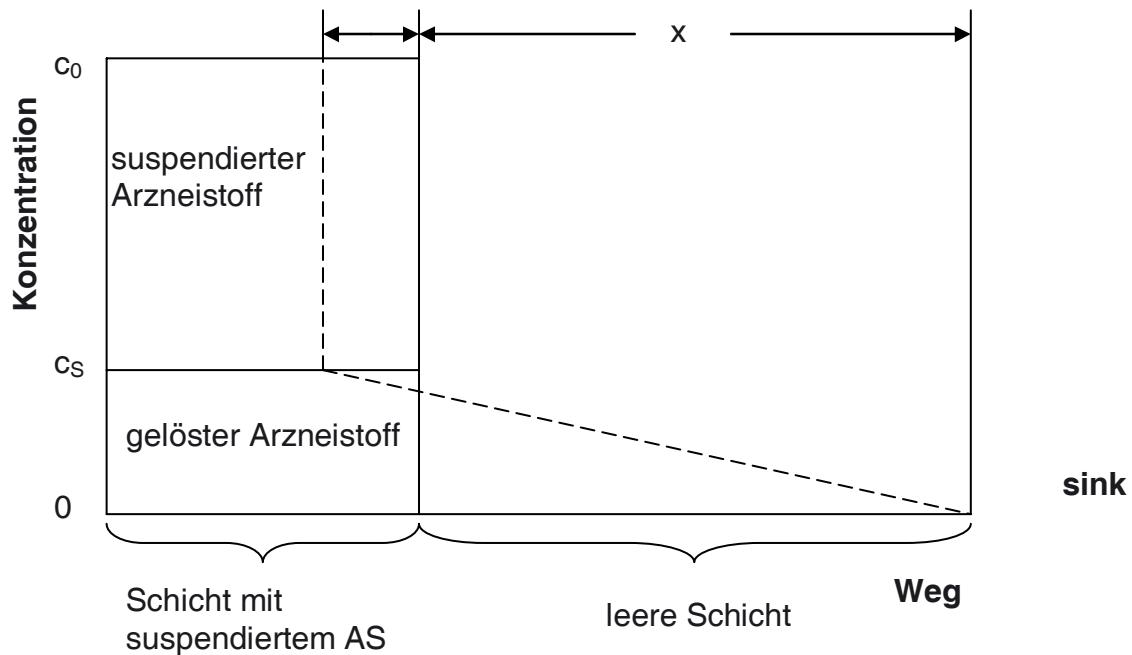 x
c₀
Konzentration
suspendierter
Arzneistoff
cₛ
gelöster Arzneistoff
0
sink
Weg
Schicht mit
suspendiertem AS
leere Schicht